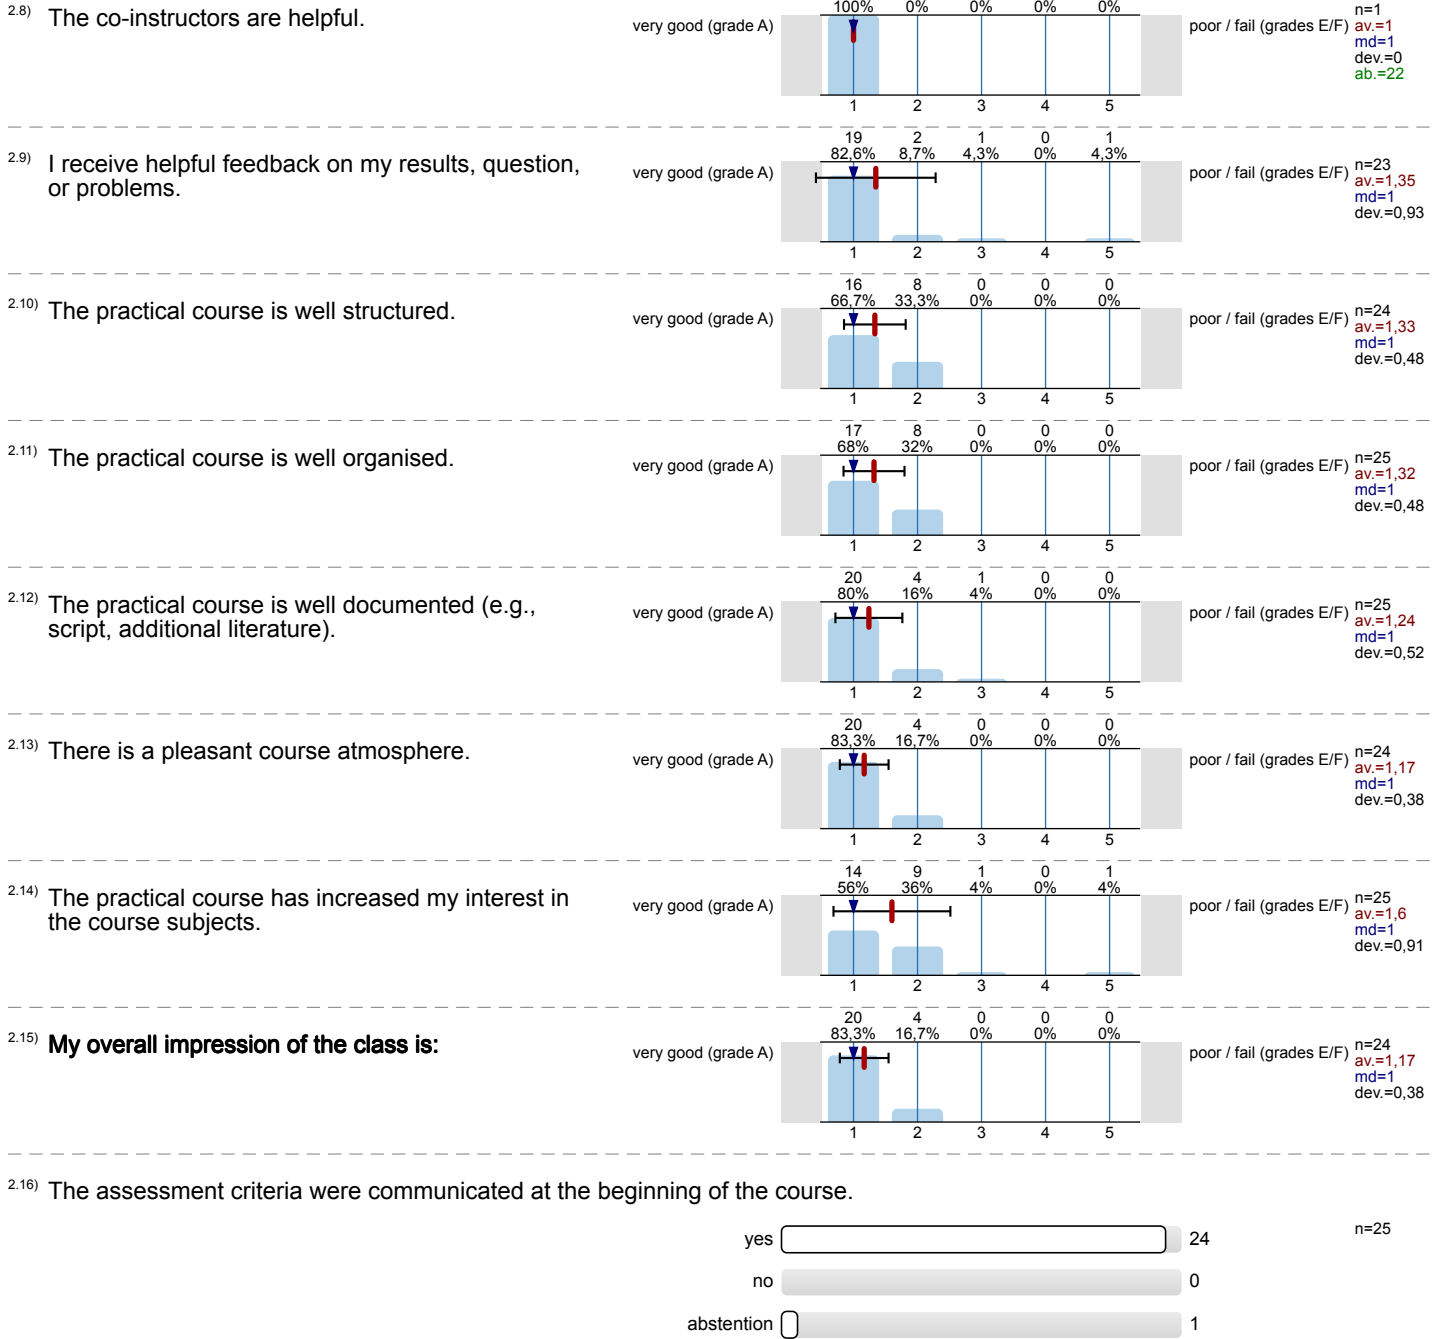 2.8) The co-instructors are helpful.
very good (grade A)
100% 0% 0% 0% 0%
1 2 3 4 5
poor / fail (grades E/F)
n=1
av.=1
md=1
dev.=0
ab.=22
2.9) I receive helpful feedback on my results, question,
or problems.
very good (grade A)
19 2 1 0 1
82,6% 8,7% 4,3% 0% 4,3%
1 2 3 4 5
poor / fail (grades E/F)
n=23
av.=1,35
md=1
dev.=0,93
2.10) The practical course is well structured.
very good (grade A)
16 8 0 0 0
66,7% 33,3% 0% 0% 0%
1 2 3 4 5
poor / fail (grades E/F)
n=24
av.=1,33
md=1
dev.=0,48
2.11) The practical course is well organised.
very good (grade A)
17 8 0 0 0
68% 32% 0% 0% 0%
1 2 3 4 5
poor / fail (grades E/F)
n=25
av.=1,32
md=1
dev.=0,48
2.12) The practical course is well documented (e.g.,
script, additional literature).
very good (grade A)
20 4 1 0 0
80% 16% 4% 0% 0%
1 2 3 4 5
poor / fail (grades E/F)
n=25
av.=1,24
md=1
dev.=0,52
2.13) There is a pleasant course atmosphere.
very good (grade A)
20 4 0 0 0
83,3% 16,7% 0% 0% 0%
1 2 3 4 5
poor / fail (grades E/F)
n=24
av.=1,17
md=1
dev.=0,38
2.14) The practical course has increased my interest in
the course subjects.
very good (grade A)
14 9 1 0 1
56% 36% 4% 0% 4%
1 2 3 4 5
poor / fail (grades E/F)
n=25
av.=1,6
md=1
dev.=0,91
2.15) My overall impression of the class is:
very good (grade A)
20 4 0 0 0
83,3% 16,7% 0% 0% 0%
1 2 3 4 5
poor / fail (grades E/F)
n=24
av.=1,17
md=1
dev.=0,38
2.16) The assessment criteria were communicated at the beginning of the course.
yes 24 n=25
no 0
abstention 1